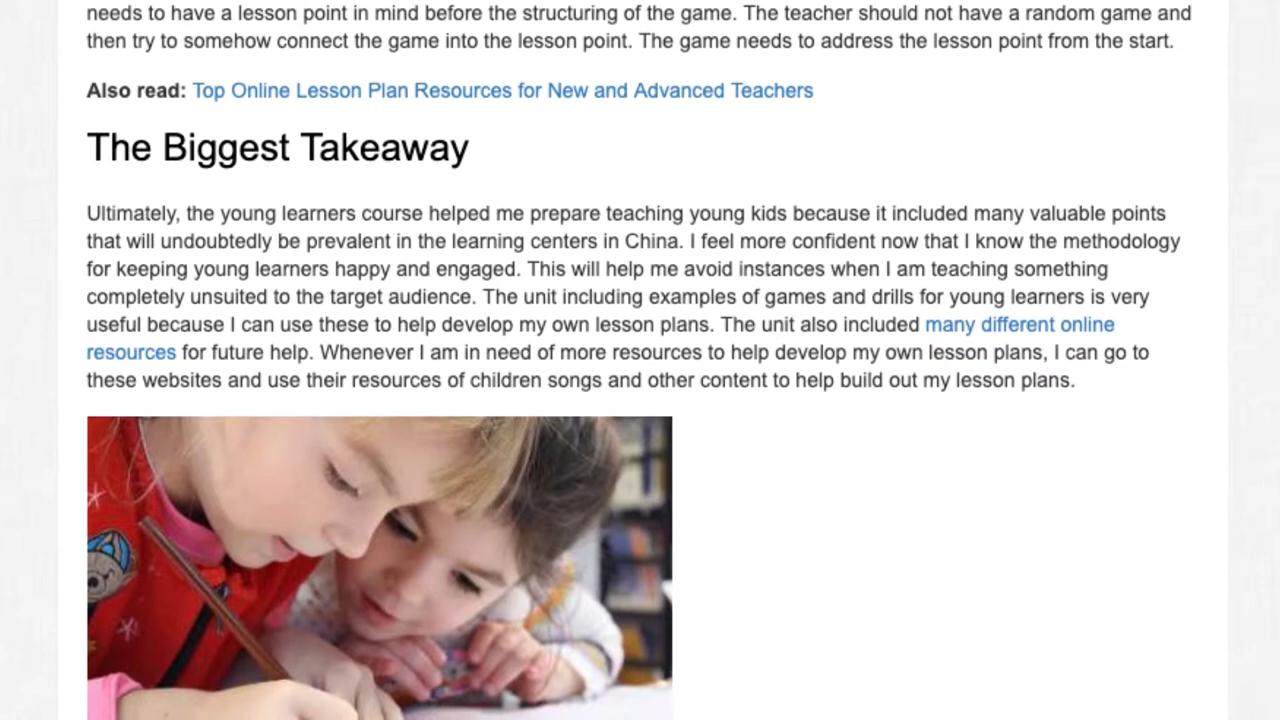 needs to have a lesson point in mind before the structuring of the game. The teacher should not have a random game and
then try to somehow connect the game into the lesson point. The game needs to address the lesson point from the start.
Also read: Top Online Lesson Plan Resources for New and Advanced Teachers
The Biggest Takeaway
Ultimately, the young learners course helped me prepare teaching young kids because it included many valuable points
that will undoubtedly be prevalent in the learning centers in China. I feel more confident now that I know the methodology
for keeping young learners happy and engaged. This will help me avoid instances when I am teaching something
completely unsuited to the target audience. The unit including examples of games and drills for young learners is very
useful because I can use these to help develop my own lesson plans. The unit also included many different online
resources for future help. Whenever I am in need of more resources to help develop my own lesson plans, I can go to
these websites and use their resources of children songs and other content to help build out my lesson plans.